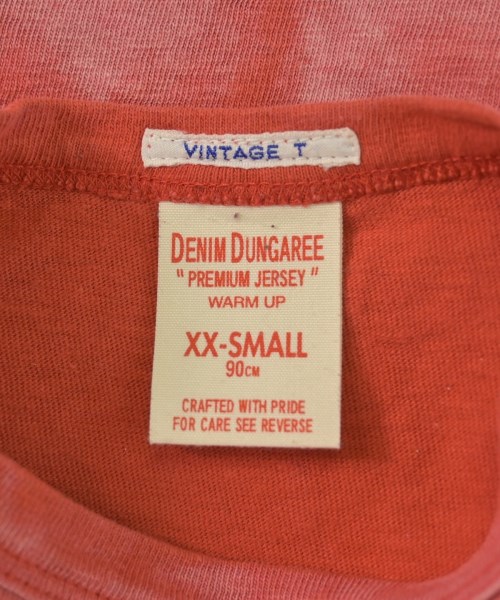 VINTAGE T
DENIM DUNGAREE
"PREMIUM JERSEY"
WARM UP
XX-SMALL
90CM
CRAFTED WITH PRIDE
FOR CARE SEE REVERSE